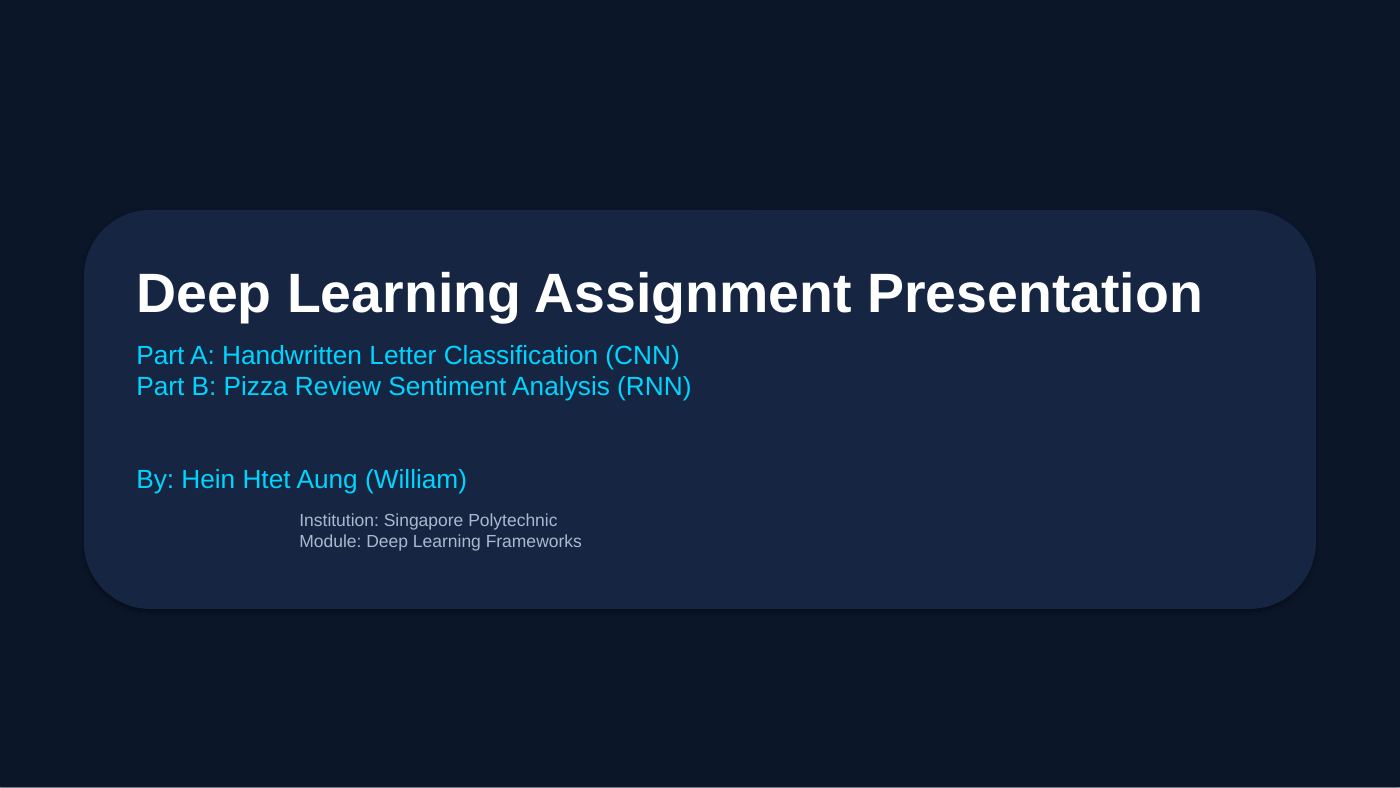 Deep Learning Assignment Presentation
Part A: Handwritten Letter Classification (CNN)
Part B: Pizza Review Sentiment Analysis (RNN)
By: Hein Htet Aung (William)
Institution: Singapore Polytechnic
Module: Deep Learning Frameworks